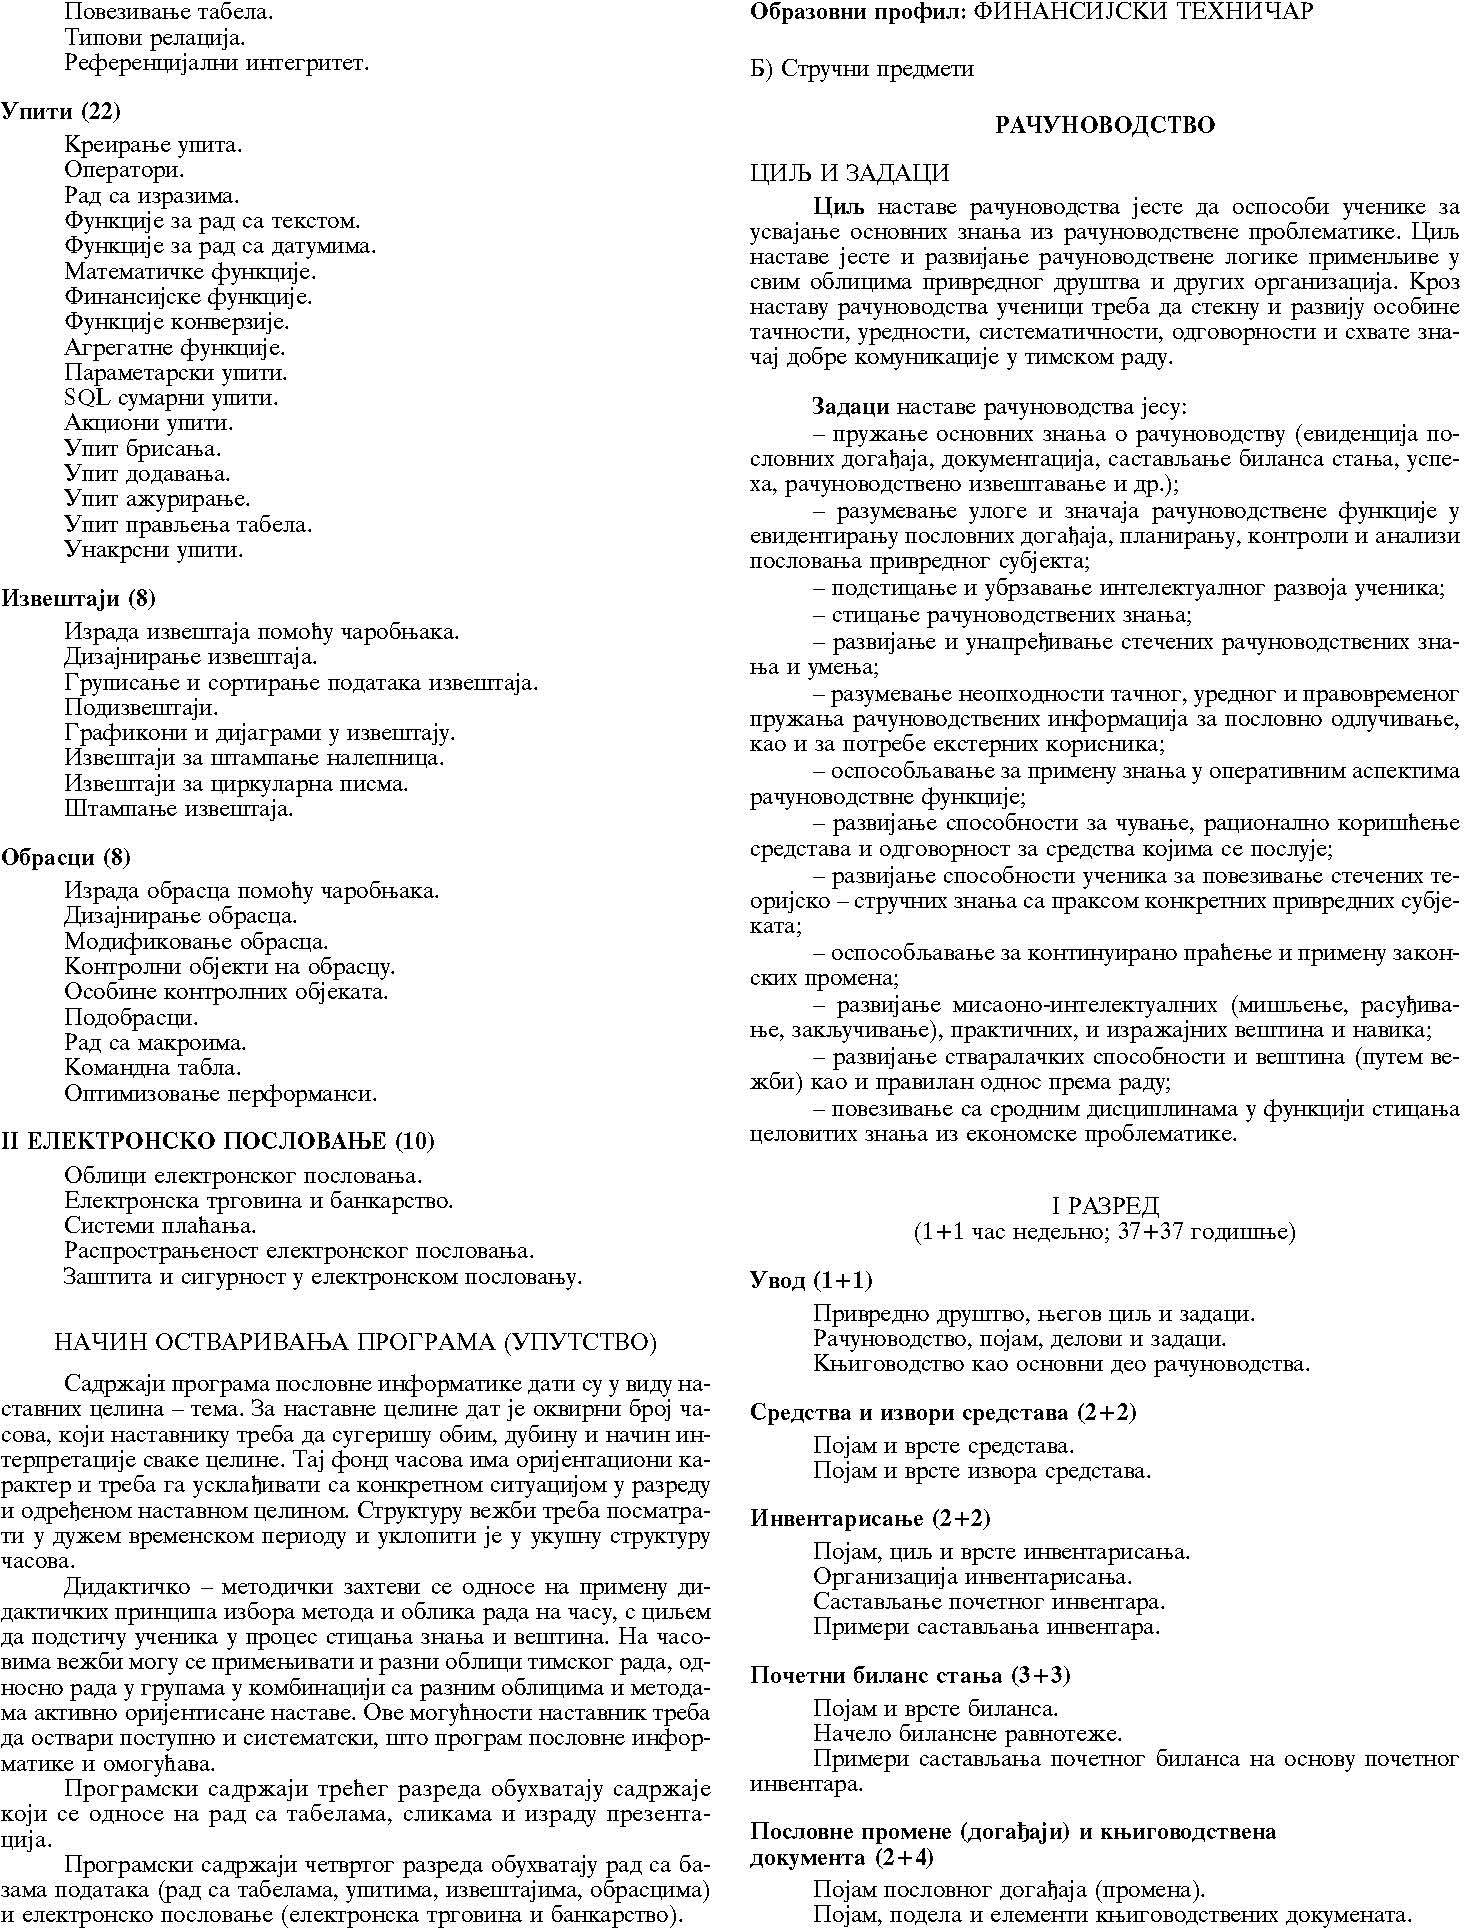 Повезивање табела.
Типови релација.
Референцијални интегритет.
Упити (22)
Креирање упита.
Оператори.
Рад са изразима.
Функције за рад са текстом.
Функције за рад са датумима.
Математичке функције.
Финансијске функције.
Функције конверзије.
Агрегатне функције.
Параметарски упити.
SQL сумарни упити.
Акциони упити.
Упит брисања.
Упит додавања.
Упит ажурирање.
Упит прављења табела.
Унакрсни упити.
Извештаји (8)
Израда извештаја помоћу чаробњака.
Дизајнирање извештаја.
Груписање и сортирање података извештаја.
Подизвештаји.
Графикони и дијаграми у извештају.
Извештаји за штампање налепница.
Извештаји за циркуларна писма.
Штампање извештаја.
Обрасци (8)
Израда обрасца помоћу чаробњака.
Дизајнирање обрасца.
Модификовање обрасца.
Контролни објекти на обрасцу.
Особине контролних објеката.
Подобрасци.
Рад са макроима.
Командна табла.
Оптимизовање перформанси.
II ЕЛЕКТРОНСКО ПОСЛОВАЊЕ (10)
Облици електронског пословања.
Електронска трговина и банкарство.
Системи плаћања.
Распрострањеност електронског пословања.
Заштита и сигурност у електронском пословању.
НАЧИН ОСТВАРИВАЊА ПРОГРАМА (УПУТСТВО)
Садржаји програма пословне информатике дати су у виду на-
ставних целина – тема. За наставне целине дат је оквирни број ча-
сова, који наставнику треба да сугеришу обим, дубину и начин ин-
терпретације сваке целине. Тај фонд часова има оријентациони ка-
рактер и треба га усклађивати са конкретном ситуацијом у разреду
и одређеном наставном целином. Структуру вежби треба посматра-
ти у дужем временском периоду и уклопити је у укупну структуру
часова.
Дидактичко – методички захтеви се односе на примену ди-
дактичких принципа избора метода и облика рада на часу, с циљем
да подстичу ученика у процес стицања знања и вештина. На часо-
вима вежби могу се примењивати и разни облици тимског рада, од-
носно рада у групама у комбинацији са разним облицима и метода-
ма активно оријентисане наставе. Ове могућности наставник треба
да оствари поступно и систематски, што програм пословне инфор-
матике и омогућава.
Програмски садржаји трећег разреда обухватају садржаје
који се односе на рад са табелама, сликама и израду презента-
ција.
Програмски садржаји четвртог разреда обухватају рад са ба-
зама података (рад са табелама, упитима, извештајима, обрасцима)
и електронско пословање (електронска трговина и банкарство).
Образовни профил: ФИНАНСИЈСКИ ТЕХНИЧАР
Б) Стручни предмети
РАЧУНОВОДСТВО
ЦИЉ И ЗАДАЦИ
Циљ наставе рачуноводства јесте да оспособи ученике за
усвајање основних знања из рачуноводствене проблематике. Циљ
наставе јесте и развијање рачуноводствене логике применљиве у
свим облицима привредног друштва и других организација. Кроз
наставу рачуноводства ученици треба да стекну и развију особине
тачности, уредности, систематичности, одговорности и схвате зна-
чај добре комуникације у тимском раду.
Задаци наставе рачуноводства јесу:
– пружање основних знања о рачуноводству (евиденција по-
словних догађаја, документација, састављање биланса стања, успе-
ха, рачуноводствено извештавање и др.);
– разумевање улоге и значаја рачуноводствене функције у
евидентирању пословних догађаја, планирању, контроли и анализи
пословања привредног субјекта;
– подстицање и убрзавање интелектуалног развоја ученика;
– стицање рачуноводствених знања;
– развијање и унапређивање стечених рачуноводствених зна-
ња и умења;
– разумевање неопходности тачног, уредног и правовременог
пружања рачуноводствених информација за пословно одлучивање,
као и за потребе екстерних корисника;
– оспособљавање за примену знања у оперативним аспектима
рачуноводствне функције;
– развијање способности за чување, рационално коришћење
средстава и одговорност за средства којима се послује;
– развијање способности ученика за повезивање стечених те-
оријско – стручних знања са праксом конкретних привредних субје-
ката;
– оспособљавање за континуирано праћење и примену закон-
ских промена;
– развијање мисаоно-интелектуалних (мишљење, расуђива-
ње, закључивање), практичних, и изражајних вештина и навика;
– развијање стваралачких способности и вештина (путем ве-
жби) као и правилан однос према раду;
– повезивање са сродним дисциплинама у функцији стицања
целовитих знања из економске проблематике.
I РАЗРЕД
(1+1 час недељно; 37+37 годишње)
Увод (1+1)
Привредно друштво, његов циљ и задаци.
Рачуноводство, појам, делови и задаци.
Књиговодство као основни део рачуноводства.
Средства и извори средстава (2+2)
Појам и врсте средстава.
Појам и врсте извора средстава.
Инвентарисање (2+2)
Појам, циљ и врсте инвентарисања.
Организација инвентарисања.
Састављање почетног инвентара.
Примери састављања инвентара.
Почетни биланс стања (3+3)
Појам и врсте биланса.
Начело билансне равнотеже.
Примери састављања почетног биланса на основу почетног
инвентара.
Пословне промене (догађаји) и књиговодствена
документа (2+4)
Појам пословног догађаја (промена).
Појам, подела и елементи књиговодствених докумената.